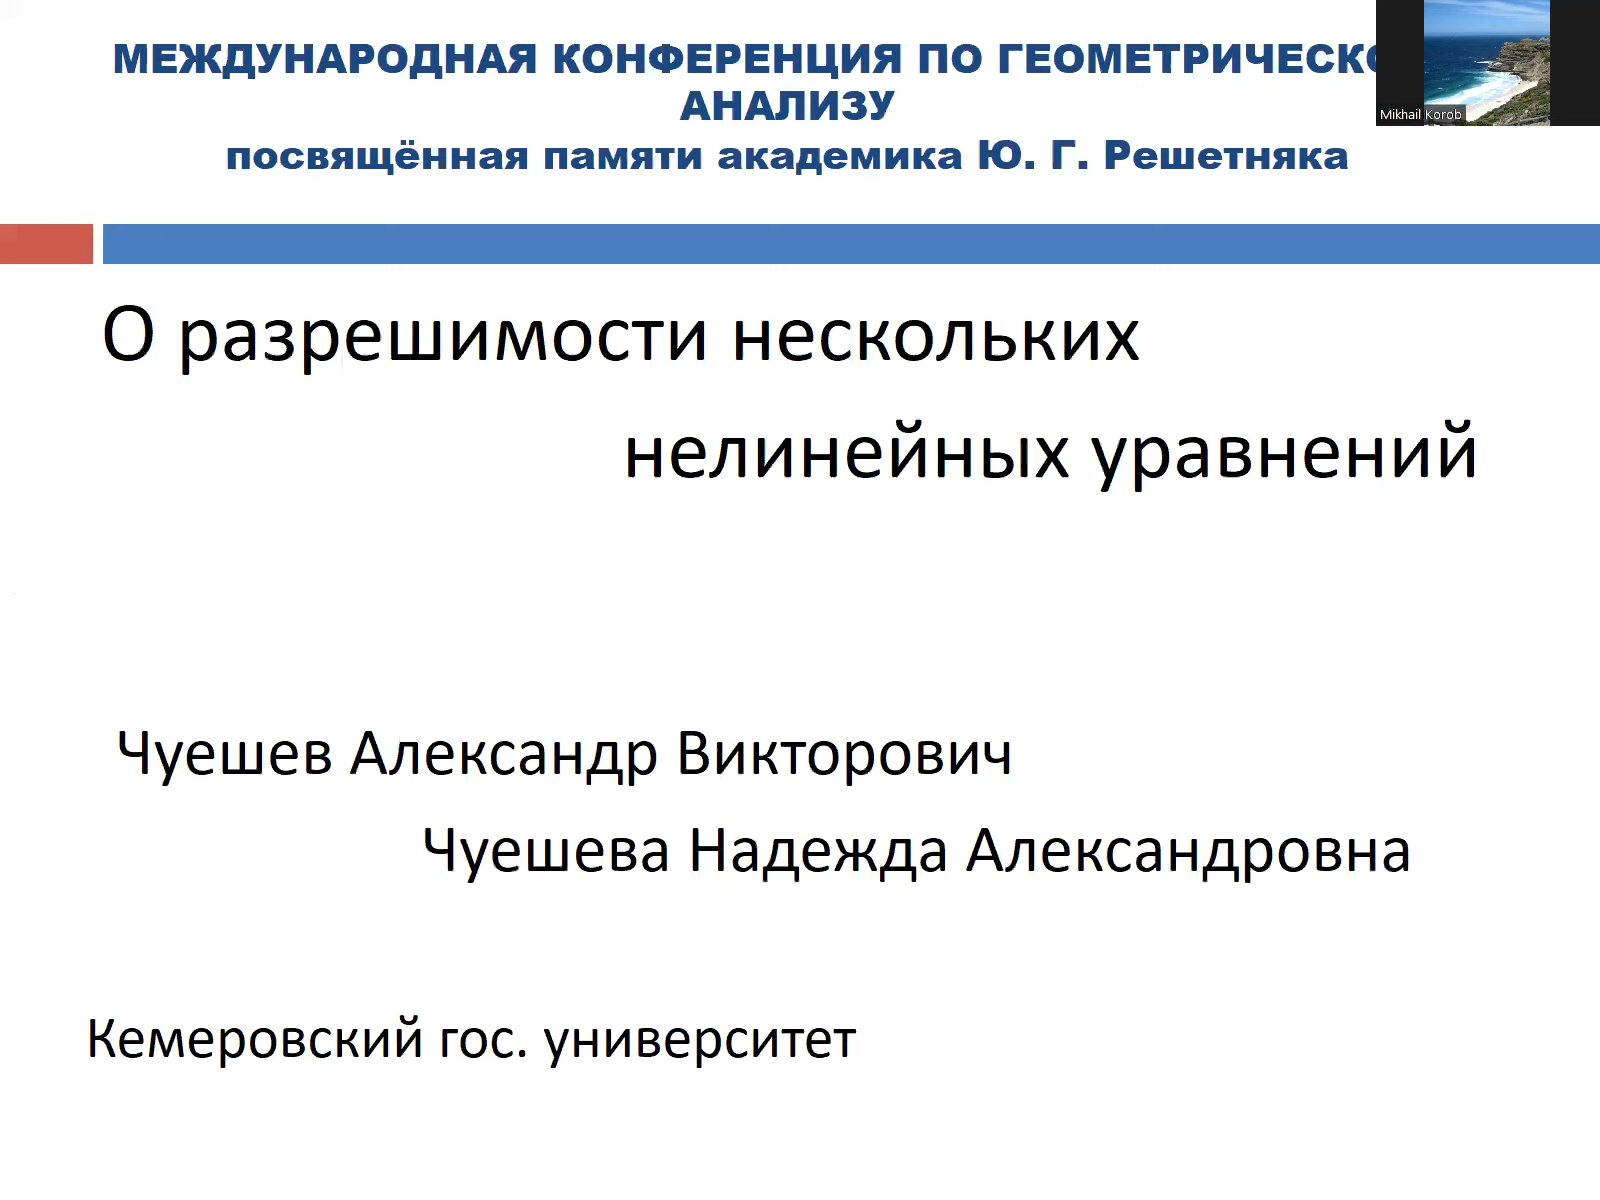 МЕЖДУНАРОДНАЯ КОНФЕРЕНЦИЯ ПО ГЕОМЕТРИЧЕСКО
АНАЛИЗУ
посвящённая памяти академика Ю. Г. Решетняка
Mikhail Korob
О разрешимости нескольких
нелинейных уравнений
Чуешев Александр Викторович
Чуешева Надежда Александровна
Кемеровский гос. университет